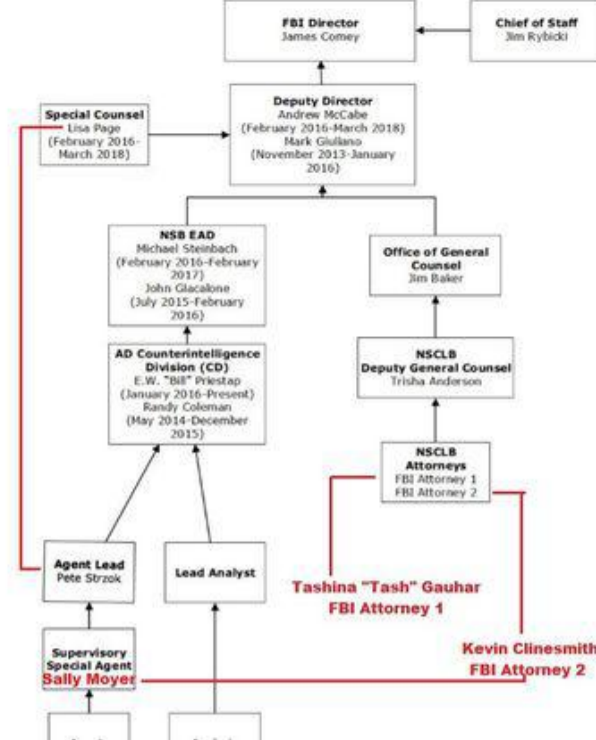 FBI Director
James Comey
Chief of Staff
Jim Rybicki
Special Counsel
Lisa Page
(February 2016-
March 2018)
Deputy Director
Andrew McCabe
(February 2016-March 2018)
Mark Giuliano
(November 2013-January
2016)
NSB EAD
Michael Steinbach
(February 2016-February
2017)
John Giacalone
(July 2015-February
2016)
Office of General
Counsel
Jim Baker
AD Counterintelligence
Division (CD)
E.W. "Bill" Priestap
(January 2016-Present)
Randy Coleman
(May 2014-December
2015)
NSCLB
Deputy General Counsel
Trisha Anderson
NSCLB
Attorneys
FBI Attorney 1
FBI Attorney 2
Agent Lead
Pete Strzok
Lead Analyst
Tashina "Tash" Gauhar
FBI Attorney 1
Supervisory
Special Agent
Sally Moyer
Kevin Clinesmith
FBI Attorney 2